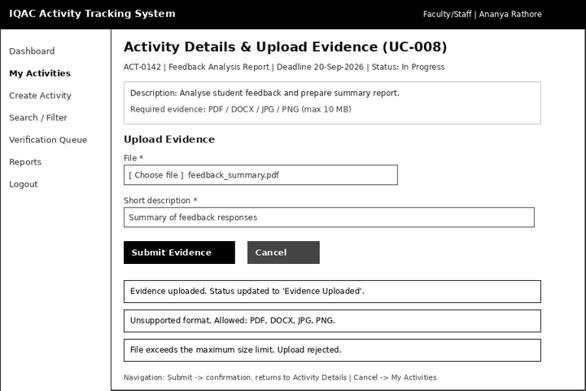 IQAC Activity Tracking System
Faculty/Staff | Ananya Rathore
Dashboard
My Activities
Create Activity
Search / Filter
Verification Queue
Reports
Logout
Activity Details & Upload Evidence (UC-008)
ACT-0142 | Feedback Analysis Report | Deadline 20-Sep-2026 | Status: In Progress
Description: Analyse student feedback and prepare summary report.
Required evidence: PDF / DOCX / JPG / PNG (max 10 MB)
Upload Evidence
File *
[ Choose file ]  feedback_summary.pdf
Short description *
Summary of feedback responses
Submit Evidence
Cancel
Evidence uploaded. Status updated to 'Evidence Uploaded'.
Unsupported format. Allowed: PDF, DOCX, JPG, PNG.
File exceeds the maximum size limit. Upload rejected.
Navigation: Submit -> confirmation, returns to Activity Details | Cancel -> My Activities